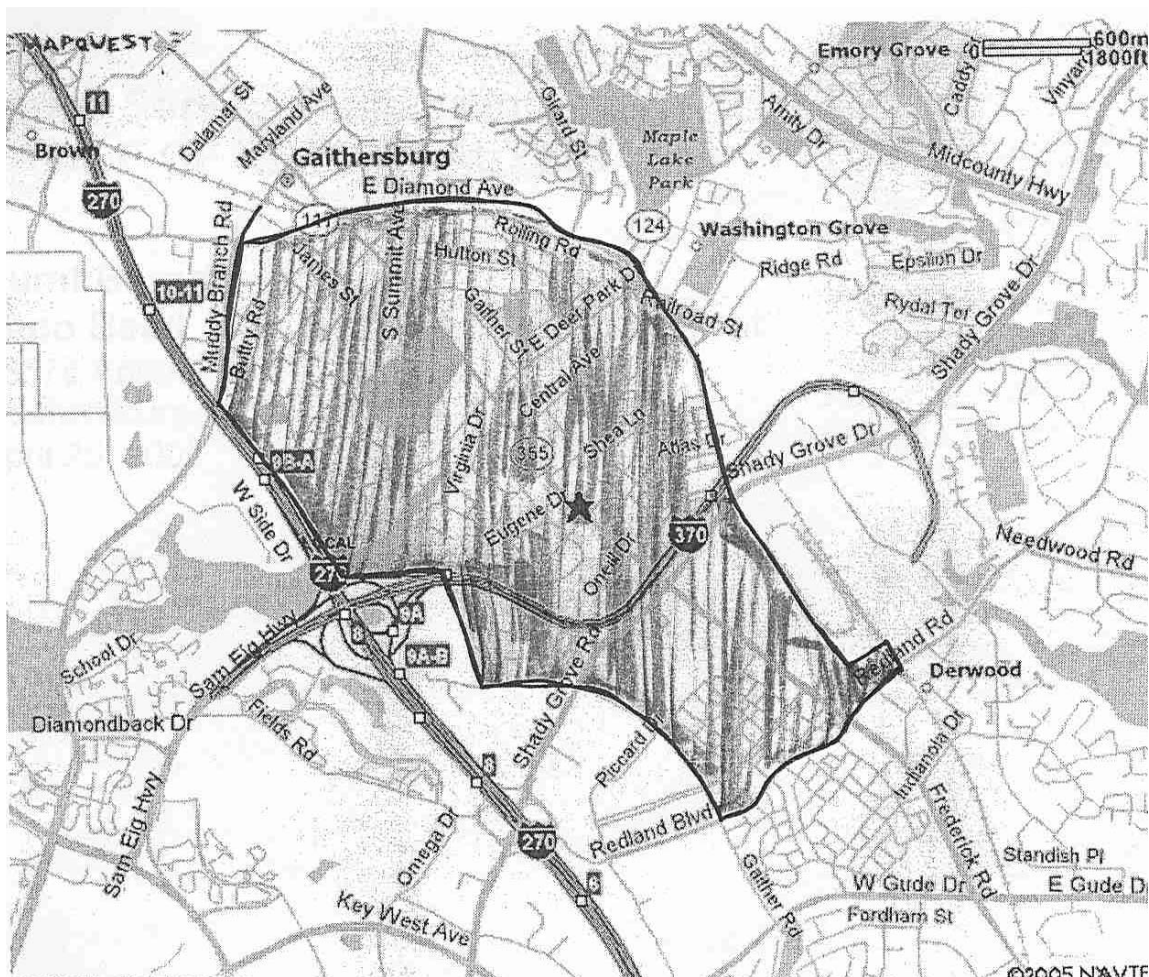 MAPQUEST
Emory Grove
600m
0
1800ft
Caddy
Vinyar
11
Brown
Dalamar St
Maryland Ave
Girard St
Maple
Lake
Park
Amity Dr
Midcounty Hwy
Gaithersburg
E Diamond Ave
270
117
S Summit Ave
Rolling Rd
124
Washington Grove
Muddy Branch Rd
James St
Hutton St
Ridge Rd
Epsilon Dr
10-11
Gaither St
E Deer Park D
Railroad St
Rydal Ter
Shady Grove Dr
Central Ave
Virginia Dr
355
Shea Ln
Atlas Dr
Shady Grove Dr
9B-A
W Side Dr
Eugene Dr
370
Oneill Dr
Needwood Rd
270
9A
8
9A-B
School Dr
Sam Eig Hwy
Redland Rd
Derwood
Diamondback Dr
Fields Rd
Shady Grove Rd
Piccard Dr
Indianola Dr
8
Sam Eig Hwy
Omega Dr
270
Redland Blvd
Frederick Rd
Standish Pl
6
Gaither Rd
W Gude Dr
E Gude D
Key West Ave
Fordham St
©2005 NAVTE